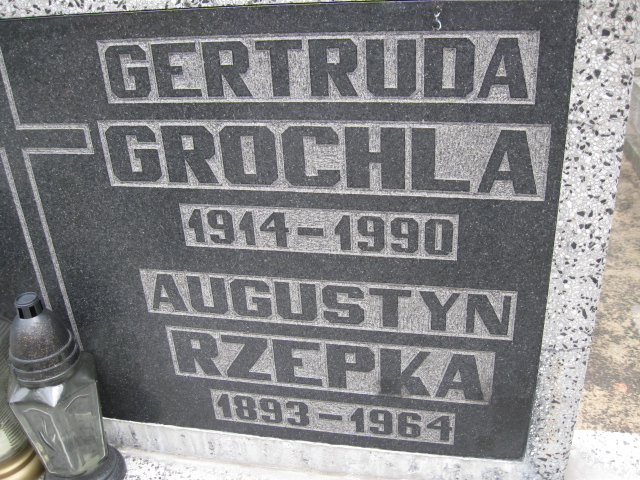 GERTRUDA
GROCHLA
1914-1990
AUGUSTYN
RZEPKA
1893-1964